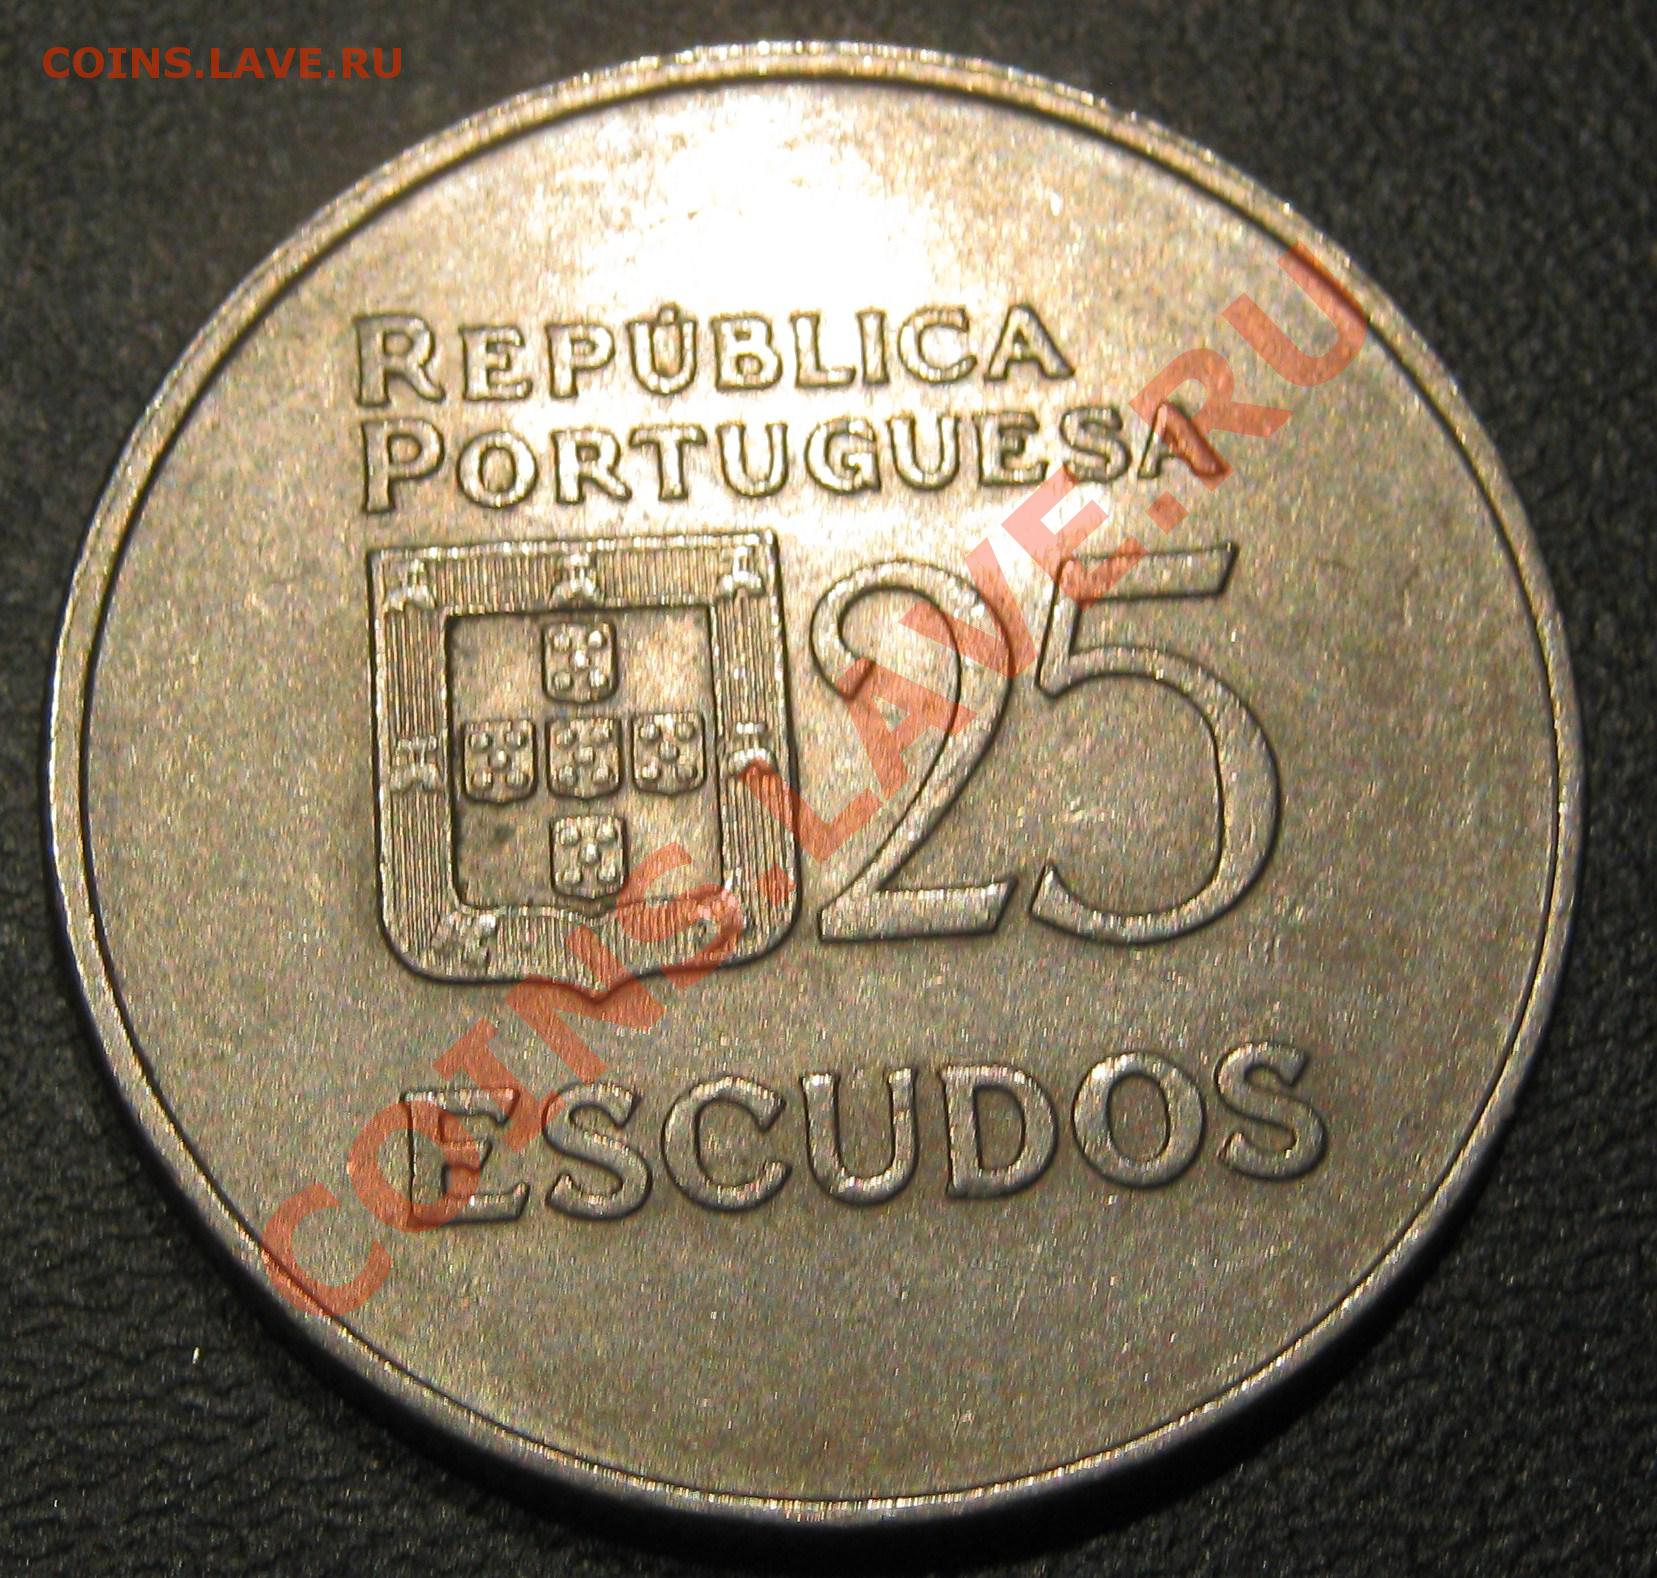 COINS.LAVE.RU
REPÚBLICA
PORTUGUESA
25
ESCUDOS
COINS.LAVE.RU